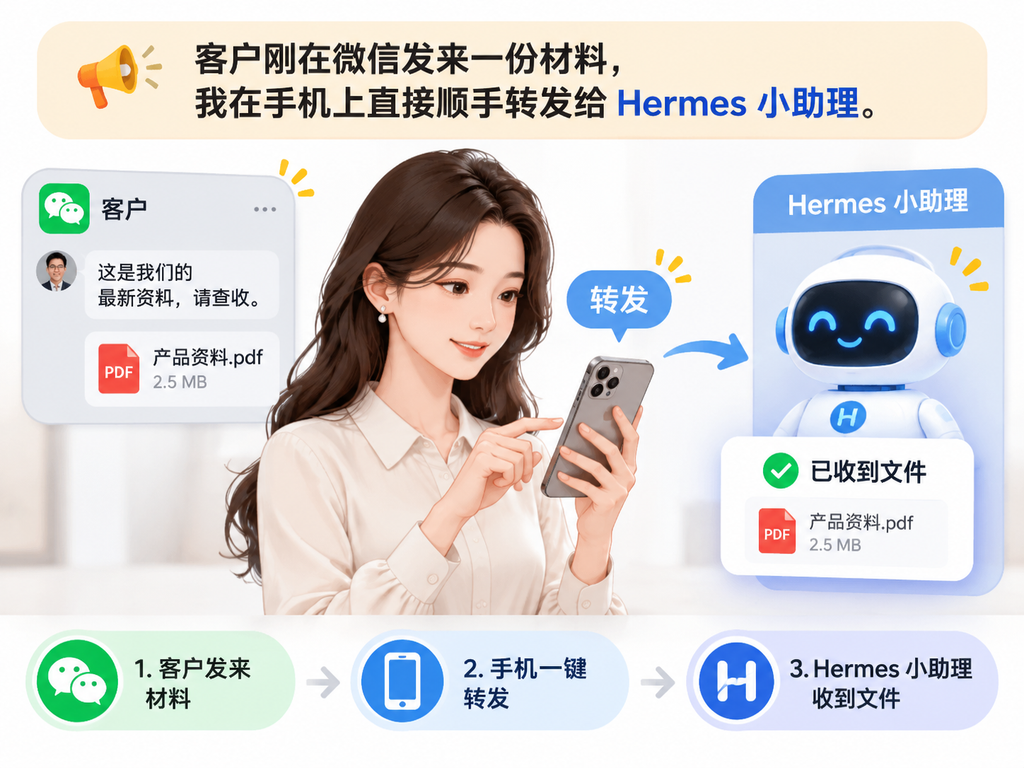 客户刚在微信发来一份材料，
我在手机上直接顺手转发给 Hermes 小助理。
客户
这是我们的
最新资料，请查收。
PDF
产品资料.pdf
2.5 MB
转发
Hermes 小助理
H
已收到文件
PDF
产品资料.pdf
2.5 MB
1. 客户发来
材料
2. 手机一键
转发
H
3. Hermes 小助理
收到文件